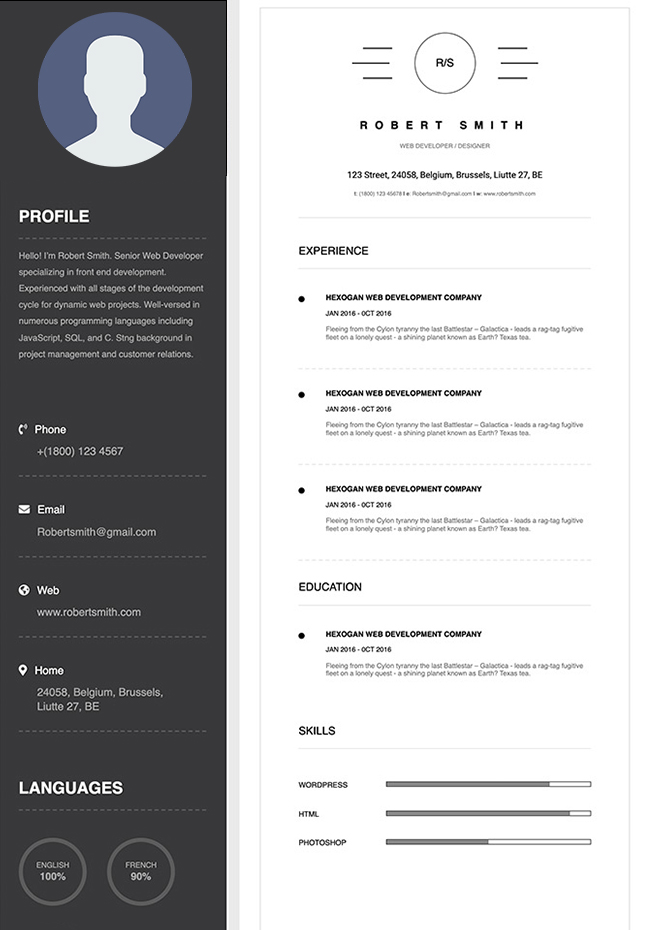 PROFILE
Hello! I'm Robert Smith. Senior Web Developer
specializing in front end development.
Experienced with all stages of the development
cycle for dynamic web projects. Well-versed in
numerous programming languages including
JavaScript, SQL, and C. Stng background in
project management and customer relations.
Phone
+(1800) 123 4567
Email
Robertsmith@gmail.com
Web
www.robertsmith.com
Home
24058, Belgium, Brussels,
Liutte 27, BE
LANGUAGES
ENGLISH
100%
FRENCH
90%
R/S
ROBERT SMITH
WEB DEVELOPER / DESIGNER
123 Street, 24058, Belgium, Brussels, Liutte 27, BE
t: (1800) 123 45678 I e: Robertsmith@gmail.com I w: www.robertsmith.com
EXPERIENCE
HEXOGAN WEB DEVELOPMENT COMPANY
JAN 2016 - 0CT 2016
Fleeing from the Cylon tyranny the last Battlestar – Galactica - leads a rag-tag fugitive
fleet on a lonely quest - a shining planet known as Earth? Texas tea.
HEXOGAN WEB DEVELOPMENT COMPANY
JAN 2016 - 0CT 2016
Fleeing from the Cylon tyranny the last Battlestar – Galactica - leads a rag-tag fugitive
fleet on a lonely quest - a shining planet known as Earth? Texas tea.
HEXOGAN WEB DEVELOPMENT COMPANY
JAN 2016 - 0CT 2016
Fleeing from the Cylon tyranny the last Battlestar – Galactica - leads a rag-tag fugitive
fleet on a lonely quest - a shining planet known as Earth? Texas tea.
EDUCATION
HEXOGAN WEB DEVELOPMENT COMPANY
JAN 2016 - 0CT 2016
Fleeing from the Cylon tyranny the last Battlestar – Galactica - leads a rag-tag fugitive
fleet on a lonely quest - a shining planet known as Earth? Texas tea.
SKILLS
WORDPRESS
HTML
PHOTOSHOP